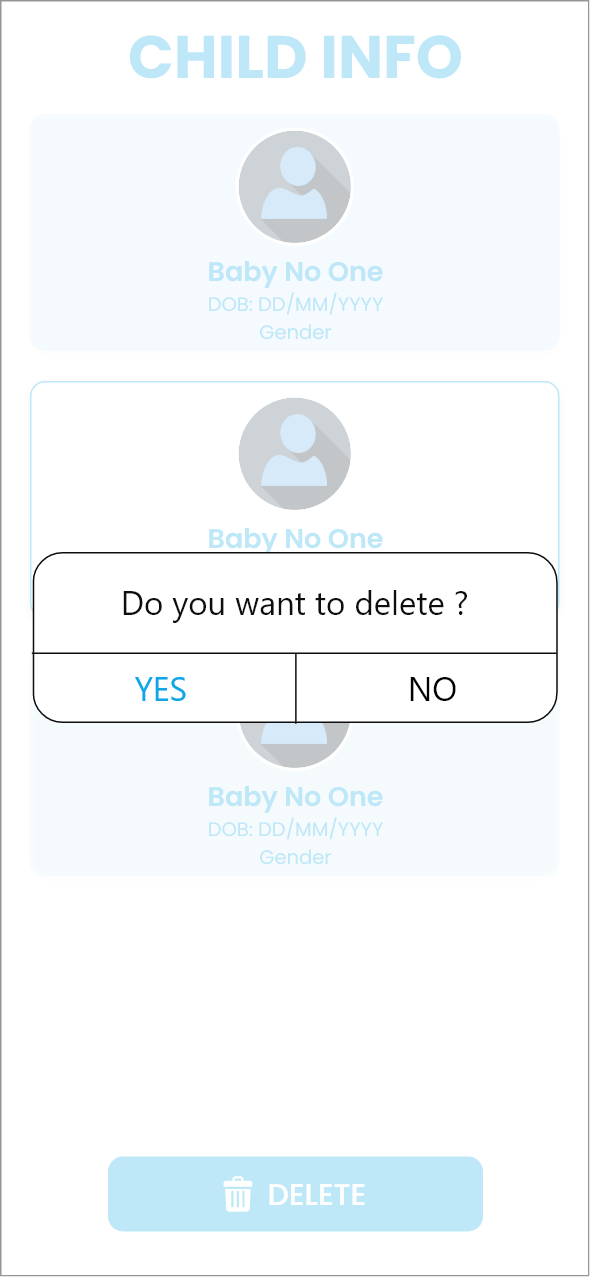 CHILD INFO
Baby No One
DOB: DD/MM/YYYY
Gender
Baby No One
Do you want to delete ?
YES NO
Baby No One
DOB: DD/MM/YYYY
Gender
DELETE